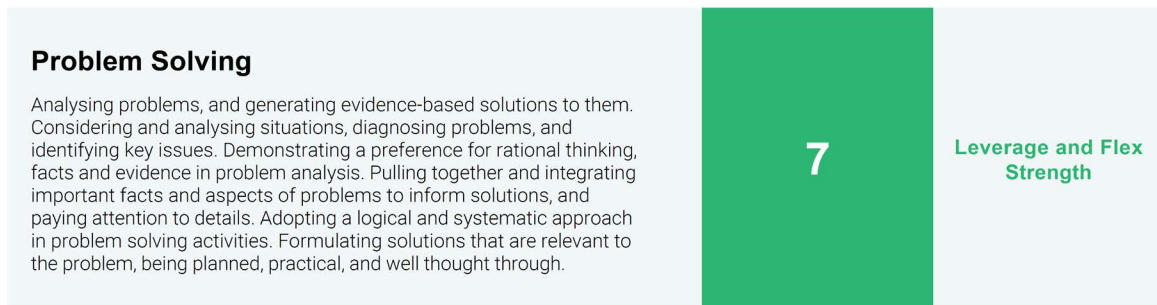 Problem Solving
Analysing problems, and generating evidence-based solutions to them.
Considering and analysing situations, diagnosing problems, and
identifying key issues. Demonstrating a preference for rational thinking,
facts and evidence in problem analysis. Pulling together and integrating
important facts and aspects of problems to inform solutions, and
paying attention to details. Adopting a logical and systematic approach
in problem solving activities. Formulating solutions that are relevant to
the problem, being planned, practical, and well thought through.
7
Leverage and Flex
Strength